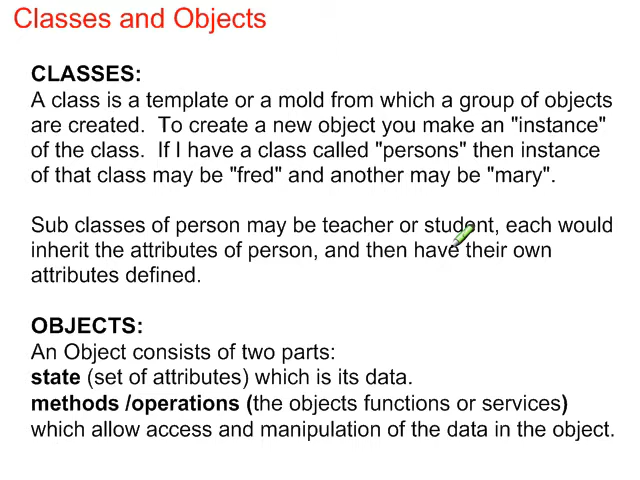 Classes and Objects
CLASSES:
A class is a template or a mold from which a group of objects
are created.  To create a new object you make an "instance"
of the class.  If I have a class called "persons" then instance
of that class may be "fred" and another may be "mary".
Sub classes of person may be teacher or student, each would
inherit the attributes of person, and then have their own
attributes defined.
OBJECTS:
An Object consists of two parts:
state (set of attributes) which is its data.
methods /operations (the objects functions or services)
which allow access and manipulation of the data in the object.